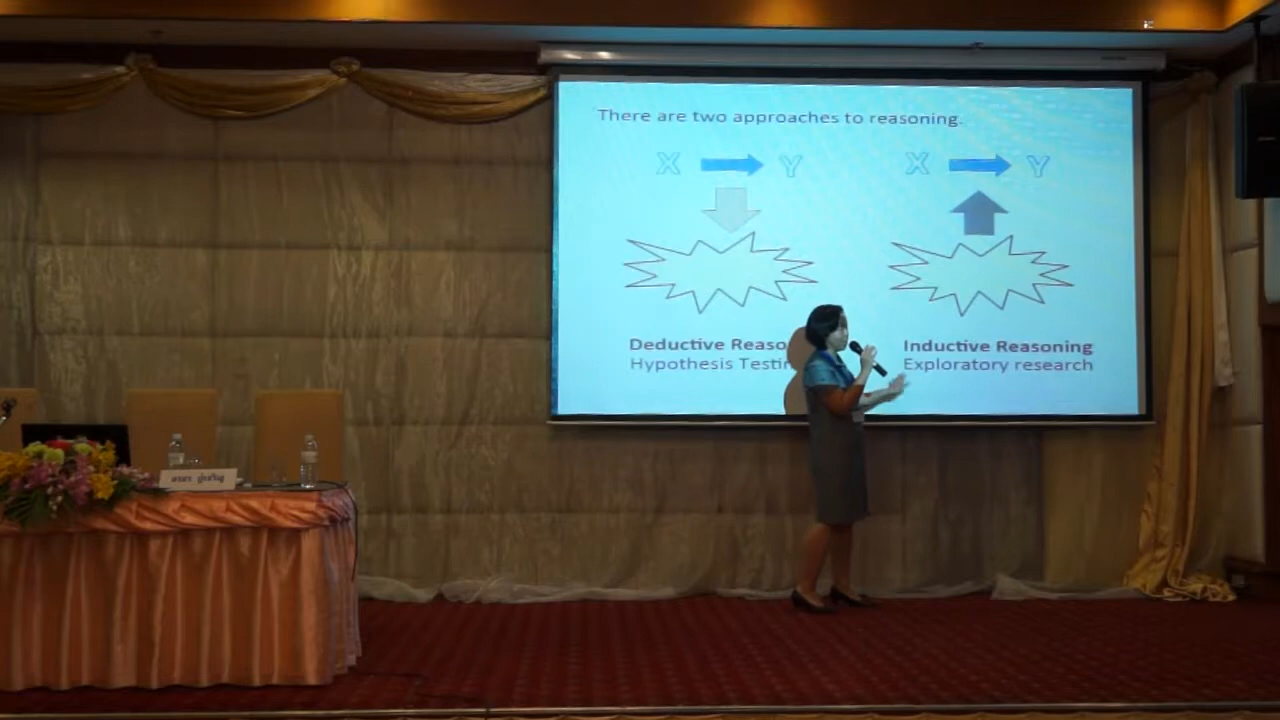 There are two approaches to reasoning.
X Y
X Y
Deductive Reaso
Hypothesis Testin
Inductive Reasoning
Exploratory research